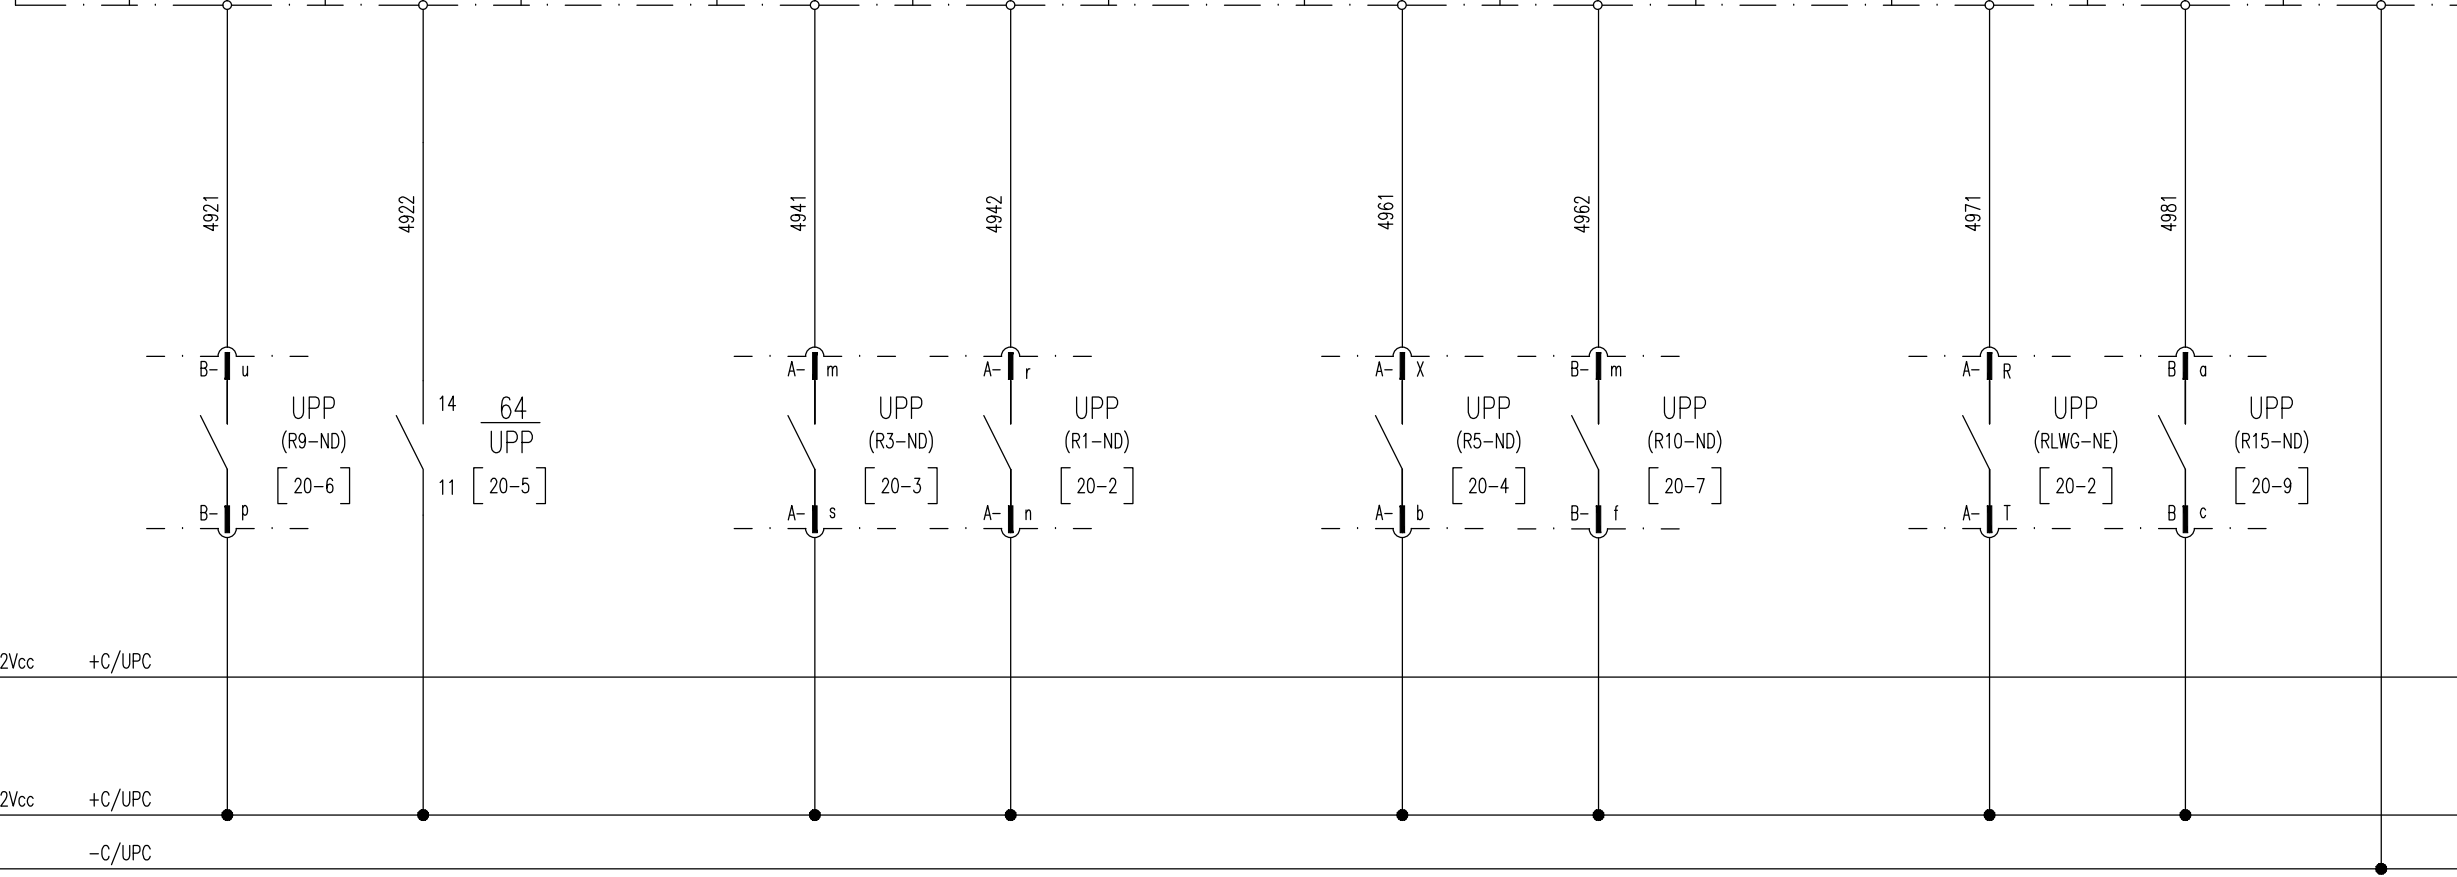 4921
4922
4941
4942
4961
4962
4971
4981
B- u
A- m
A- r
A- X
B- m
A- R
B a
14
UPP
(R9-ND)
[20-6]
64
UPP
[20-5]
UPP
(R3-ND)
[20-3]
UPP
(R1-ND)
[20-2]
UPP
(R5-ND)
[20-4]
UPP
(R10-ND)
[20-7]
UPP
(RLWG-NE)
[20-2]
UPP
(R15-ND)
[20-9]
11
B- p
A- s
A- n
A- b
B- f
A- T
B c
2Vcc +C/UPC
2Vcc +C/UPC
-C/UPC